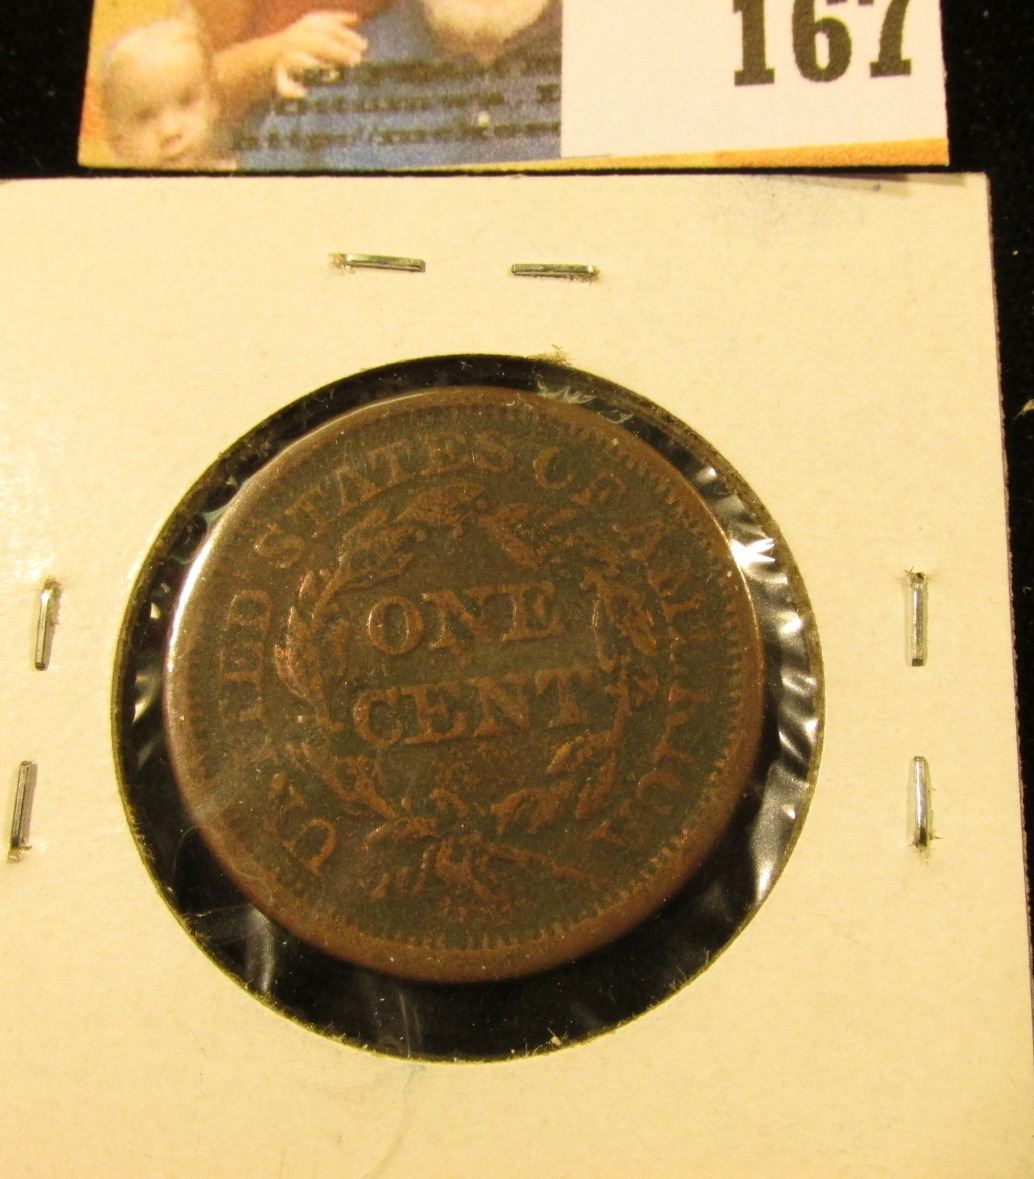 167
UNITED STATES OF AMERICA
ONE
CENT